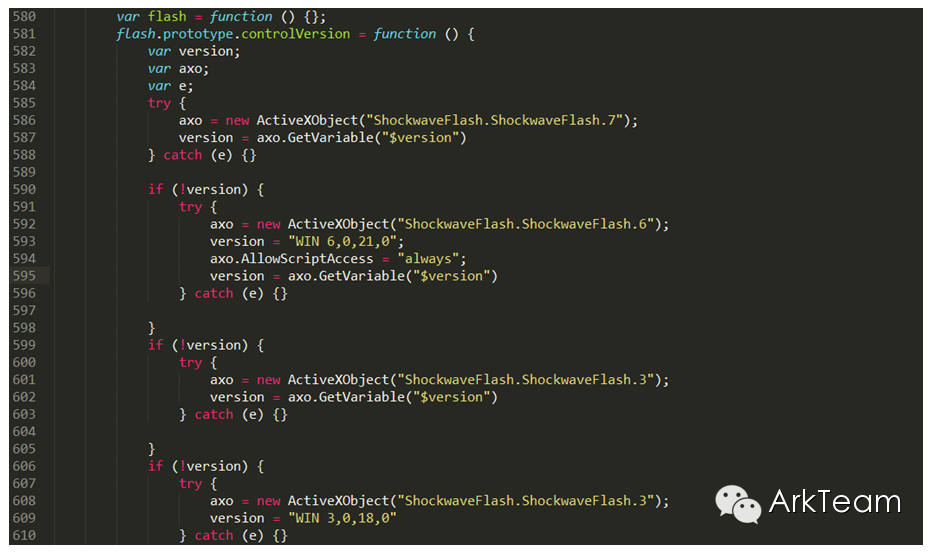 580 var flash = function () {};
581 flash.prototype.controlVersion = function () {
582 var version;
583 var axo;
584 var e;
585 try {
586 axo = new ActiveXObject("ShockwaveFlash.ShockwaveFlash.7");
587 version = axo.GetVariable("$version")
588 } catch (e) {}
589
590 if (!version) {
591 try {
592 axo = new ActiveXObject("ShockwaveFlash.ShockwaveFlash.6");
593 version = "WIN 6,0,21,0";
594 axo.AllowScriptAccess = "always";
595 version = axo.GetVariable("$version")
596 } catch (e) {}
597
598 }
599 if (!version) {
600 try {
601 axo = new ActiveXObject("ShockwaveFlash.ShockwaveFlash.3");
602 version = axo.GetVariable("$version")
603 } catch (e) {}
604
605 }
606 if (!version) {
607 try {
608 axo = new ActiveXObject("ShockwaveFlash.ShockwaveFlash.3");
609 version = "WIN 3,0,18,0"
610 } catch (e) {}
ArkTeam